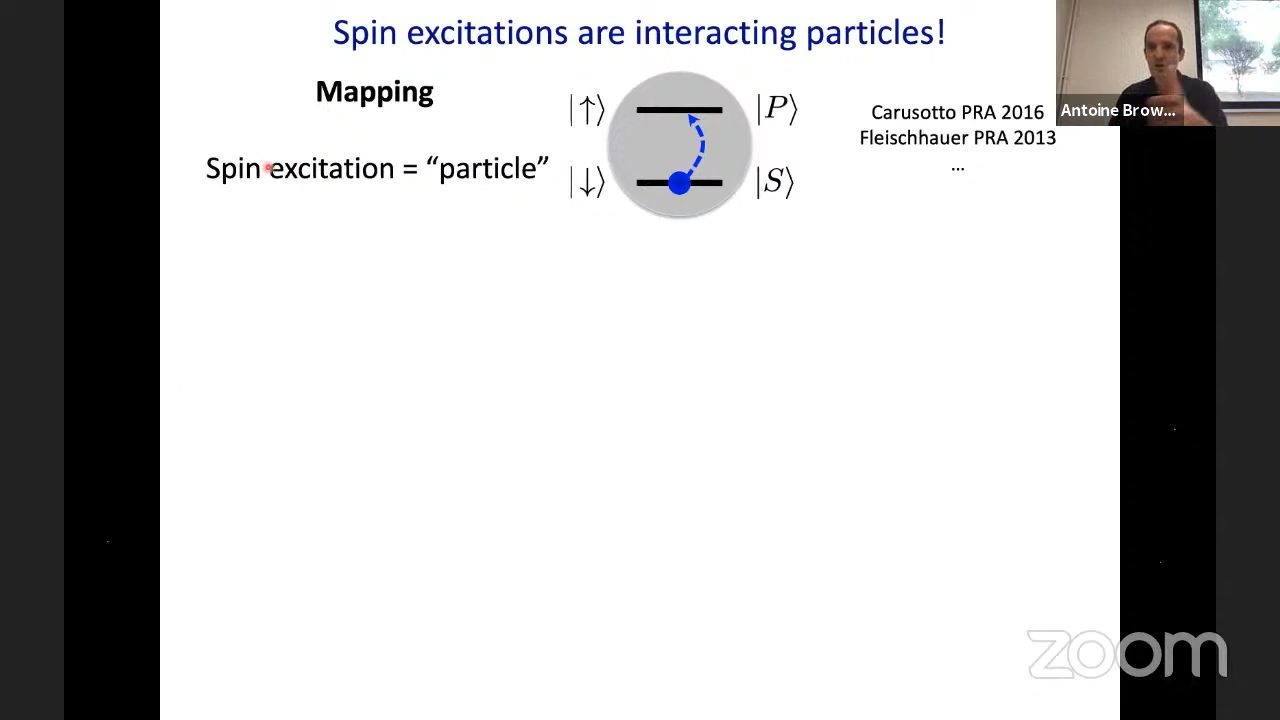 Spin excitations are interacting particles!
Mapping
Spin excitation = “particle”
|↑⟩
|P⟩
|↓⟩
|S⟩
Carusotto PRA 2016
Fleischhauer PRA 2013
...
Antoine Brow...
zoom